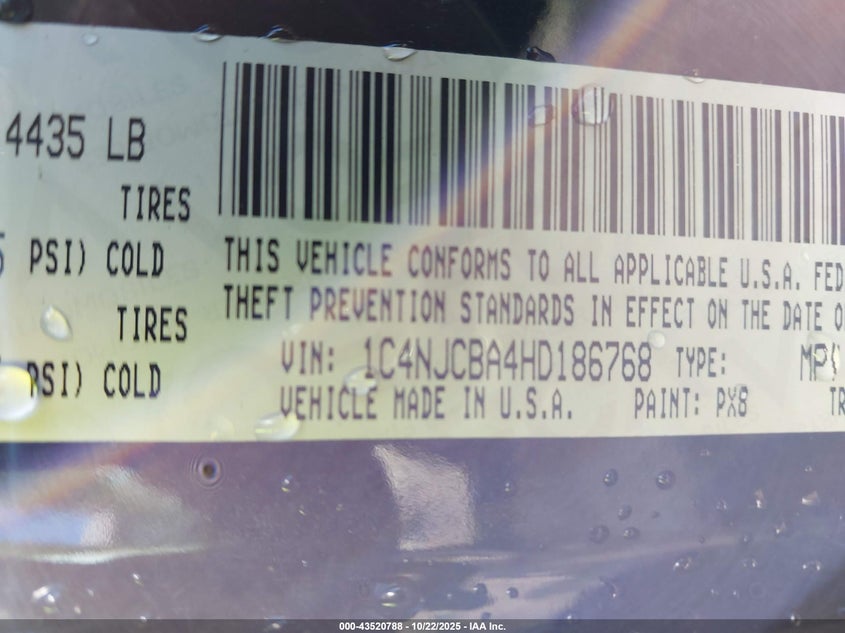 4435 LB
TIRES
PSI) COLD
TIRES
PSI) COLD
THIS VEHICLE CONFORMS TO ALL APPLICABLE U.S.A. FED
THEFT PREVENTION STANDARDS IN EFFECT ON THE DATE O
VIN: 1C4NJCBA4HD186768 TYPE: MPV
VEHICLE MADE IN U.S.A. PAINT: PX8 TR
000-43520788 - 10/22/2025 - IAA Inc.